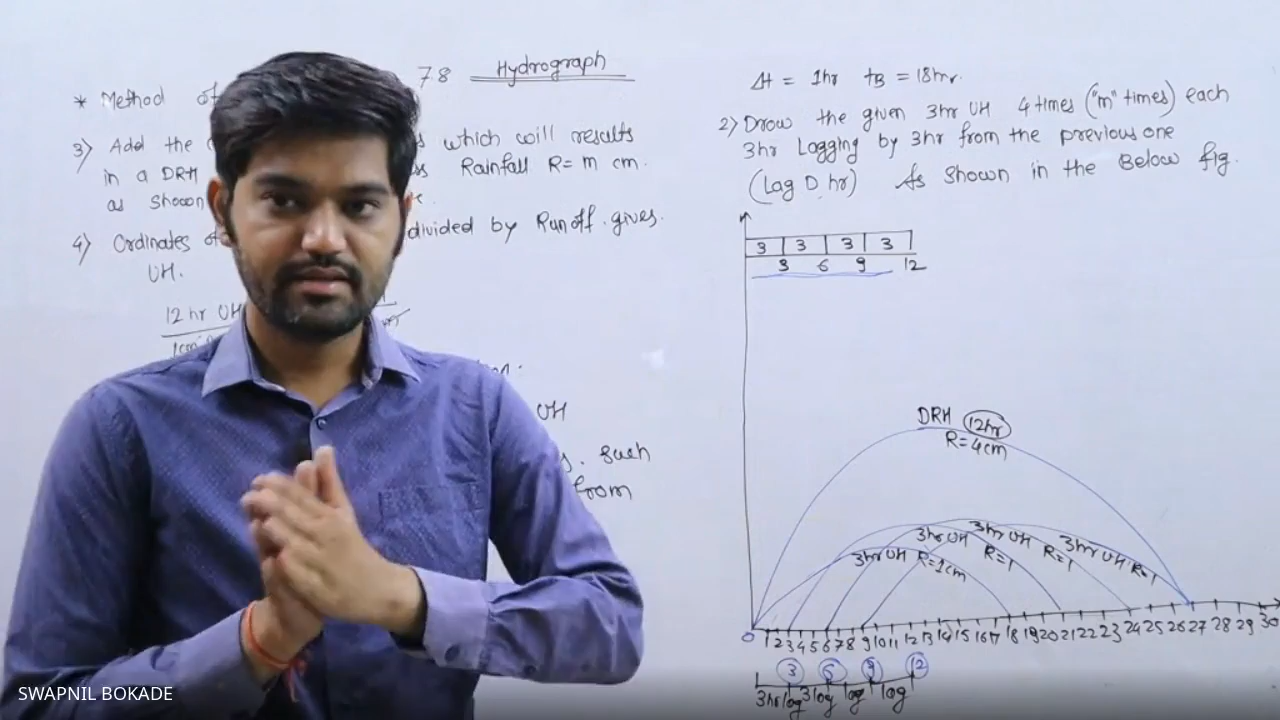 78 Hydrograph
* Method of
3) Add the which will results
in a DRH Rainfall R= m cm.
as shown
4) Ordinates of divided by Runoff gives.
UH.
12 hr UH
1cm
UH
such
from
Δt = 1hr tB = 18hr.
2) Draw the given 3hr UH 4 times ("m" times) each
3hr Lagging by 3hr from the previous one
(Lag D hr) As Shown in the Below fig.
3 3 3 3
3 6 9 12
DRH 12hr
R=4cm
3hr UH R=1cm
3hr UH R=1
3hr UH R=1
3hr UH R=1
0 1 2 3 4 5 6 7 8 9 10 11 12 13 14 15 16 17 18 19 20 21 22 23 24 25 26 27 28 29 30
3 6 9 12
3hr lag 3 lag lag lag
SWAPNIL BOKADE